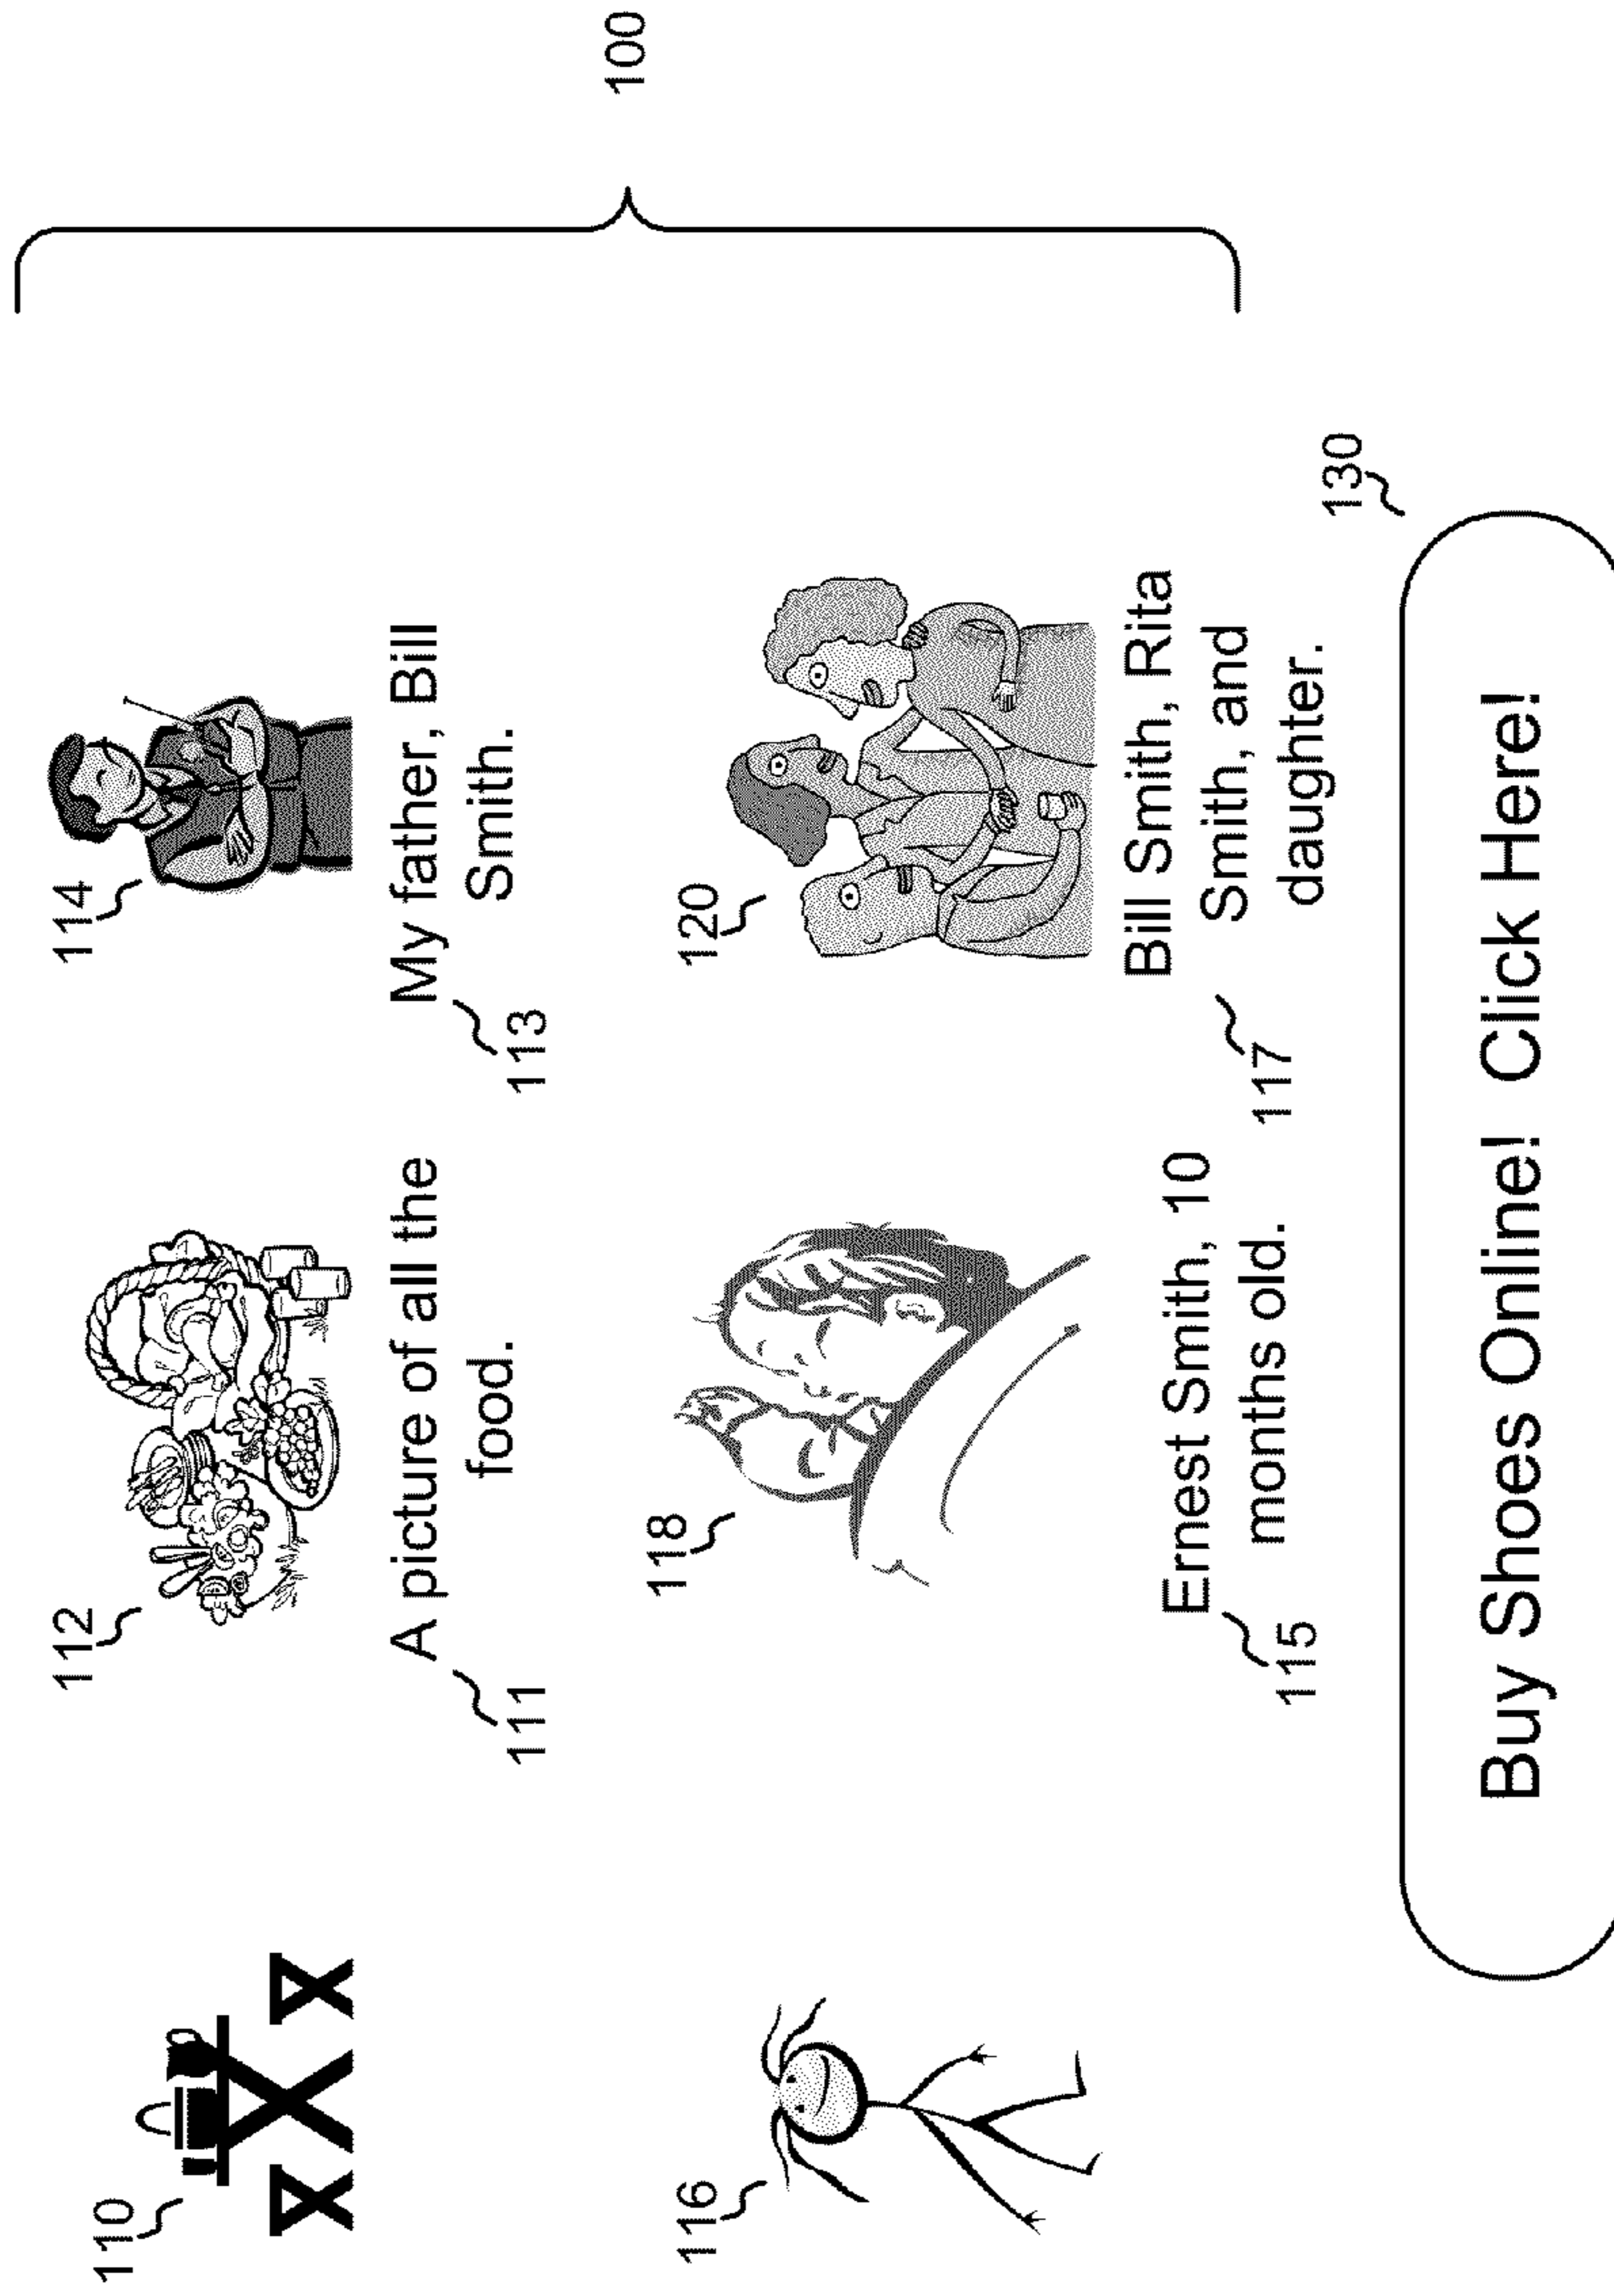 110
112
114
A picture of all the
food.
111
My father, Bill
Smith.
113
100
116
118
120
Ernest Smith, 10
months old.
115
Bill Smith, Rita
Smith, and
daughter.
117
130
Buy Shoes Online!  Click Here!